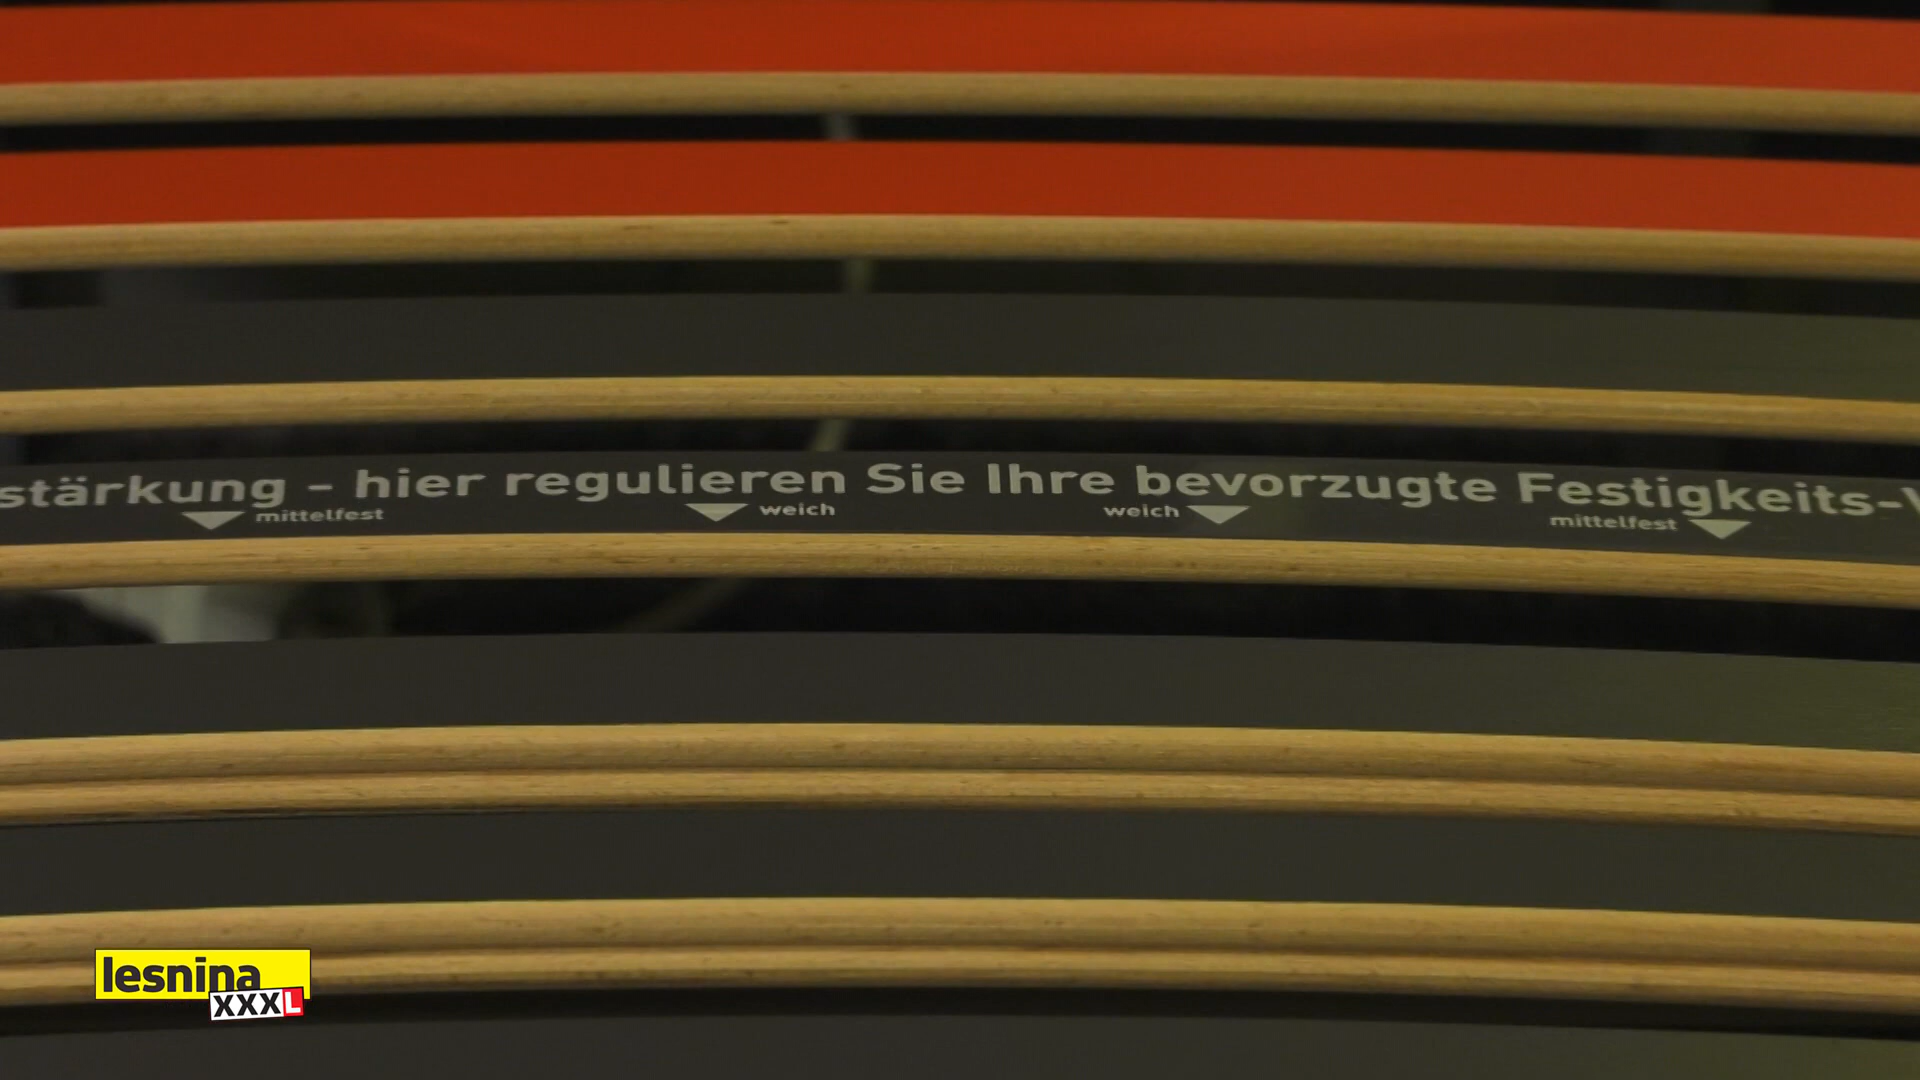 stärkung – hier regulieren Sie Ihre bevorzugte Festigkeits-
mittelfest weich weich mittelfest
lesnina
XXXL